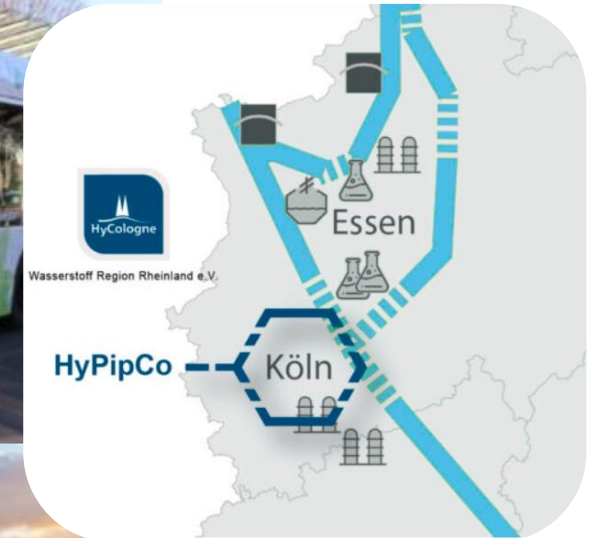 HyCologne
Wasserstoff Region Rheinland e.V.
Essen
HyPipCo
Köln